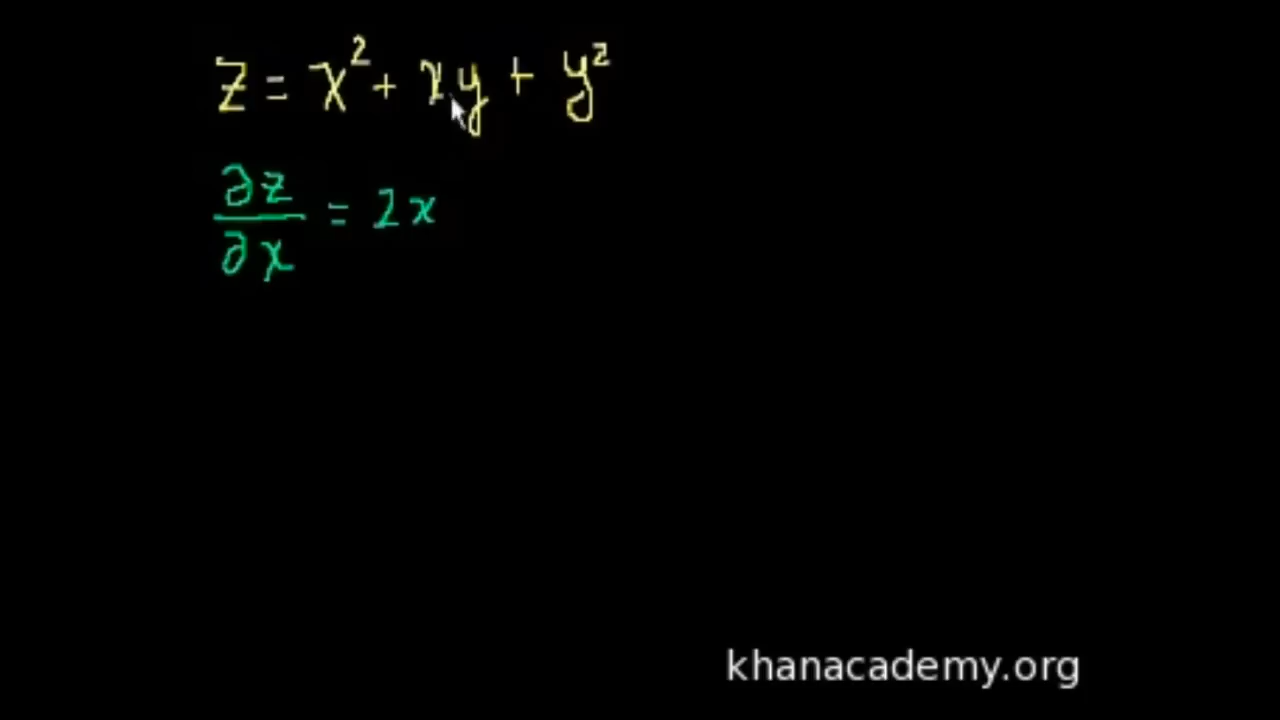 z = x² + xy + y²
∂z/∂x = 2x
khanacademy.org